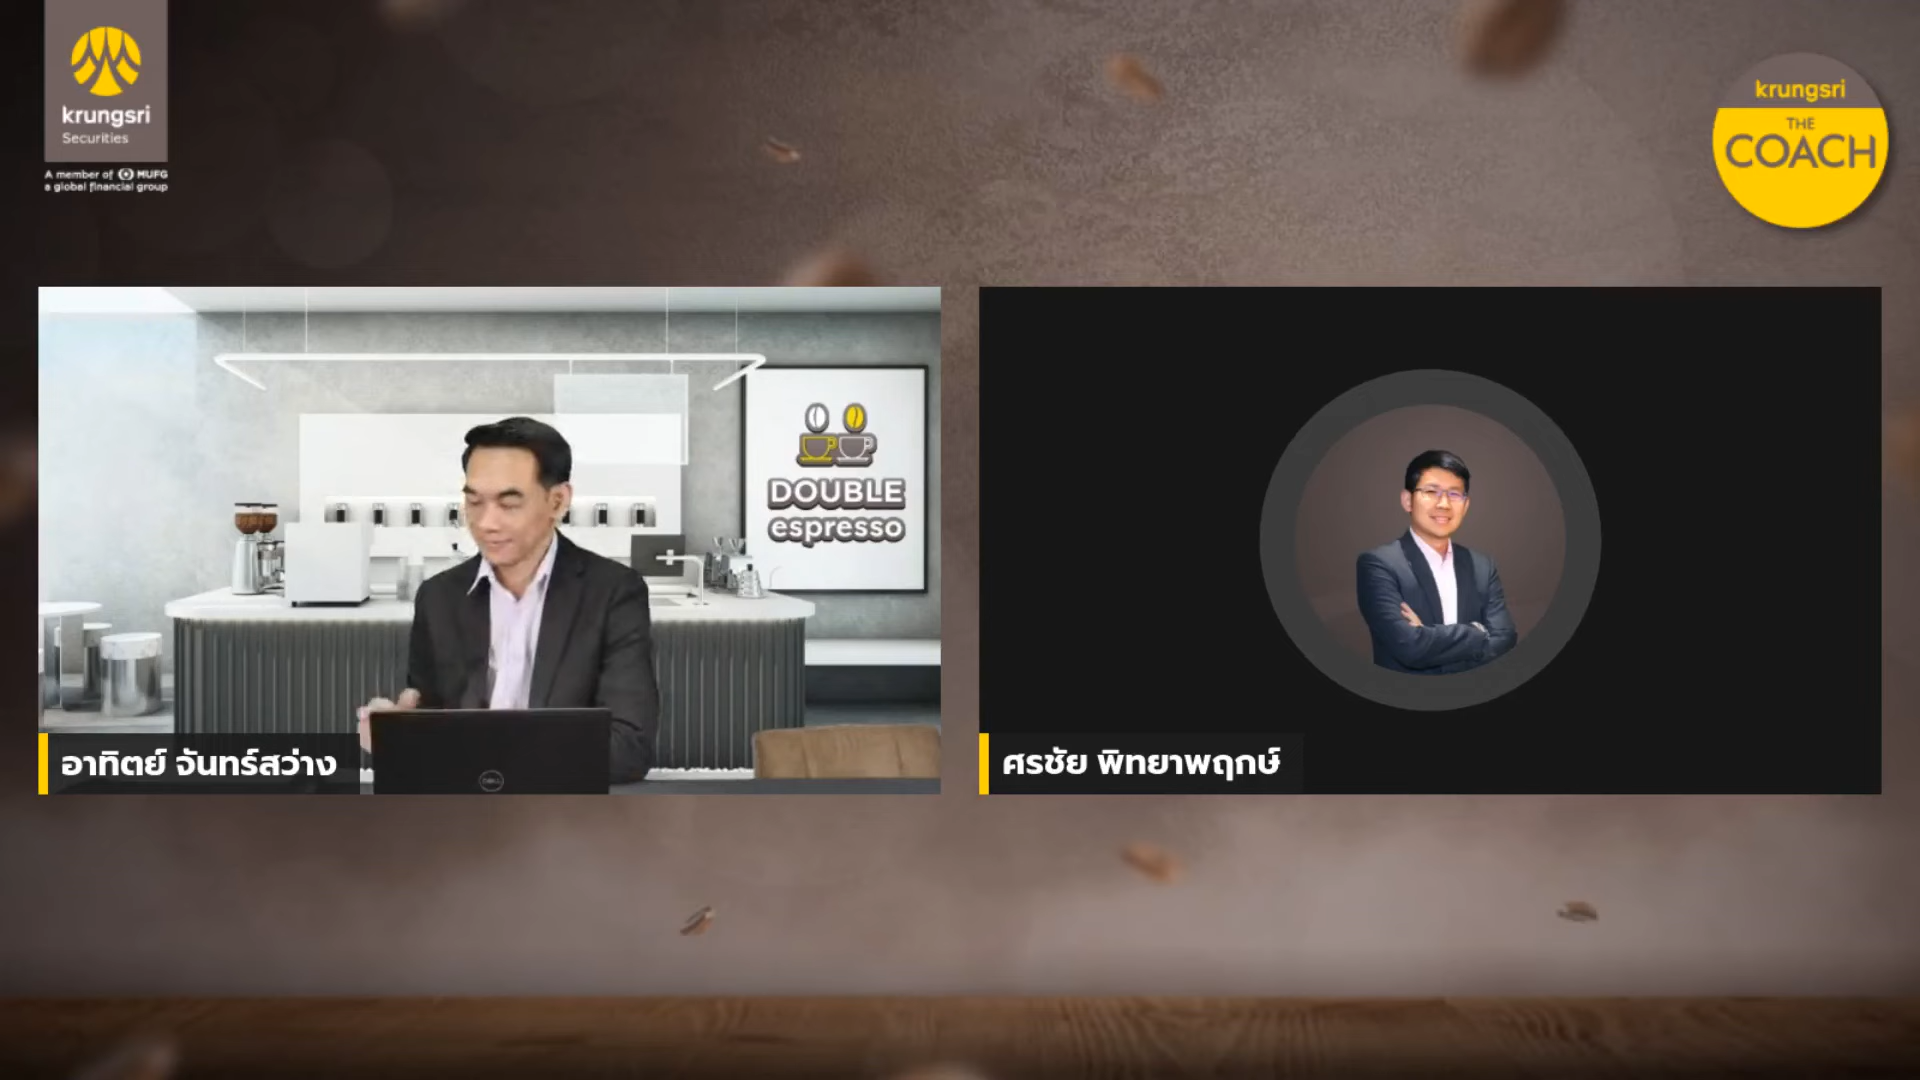 krungsri
Securities
A member of MUFG
a global financial group
krungsri
THE
COACH
DOUBLE
espresso
DELL
อาทิตย์ จันทร์สว่าง
ศรชัย พิทยาพฤกษ์